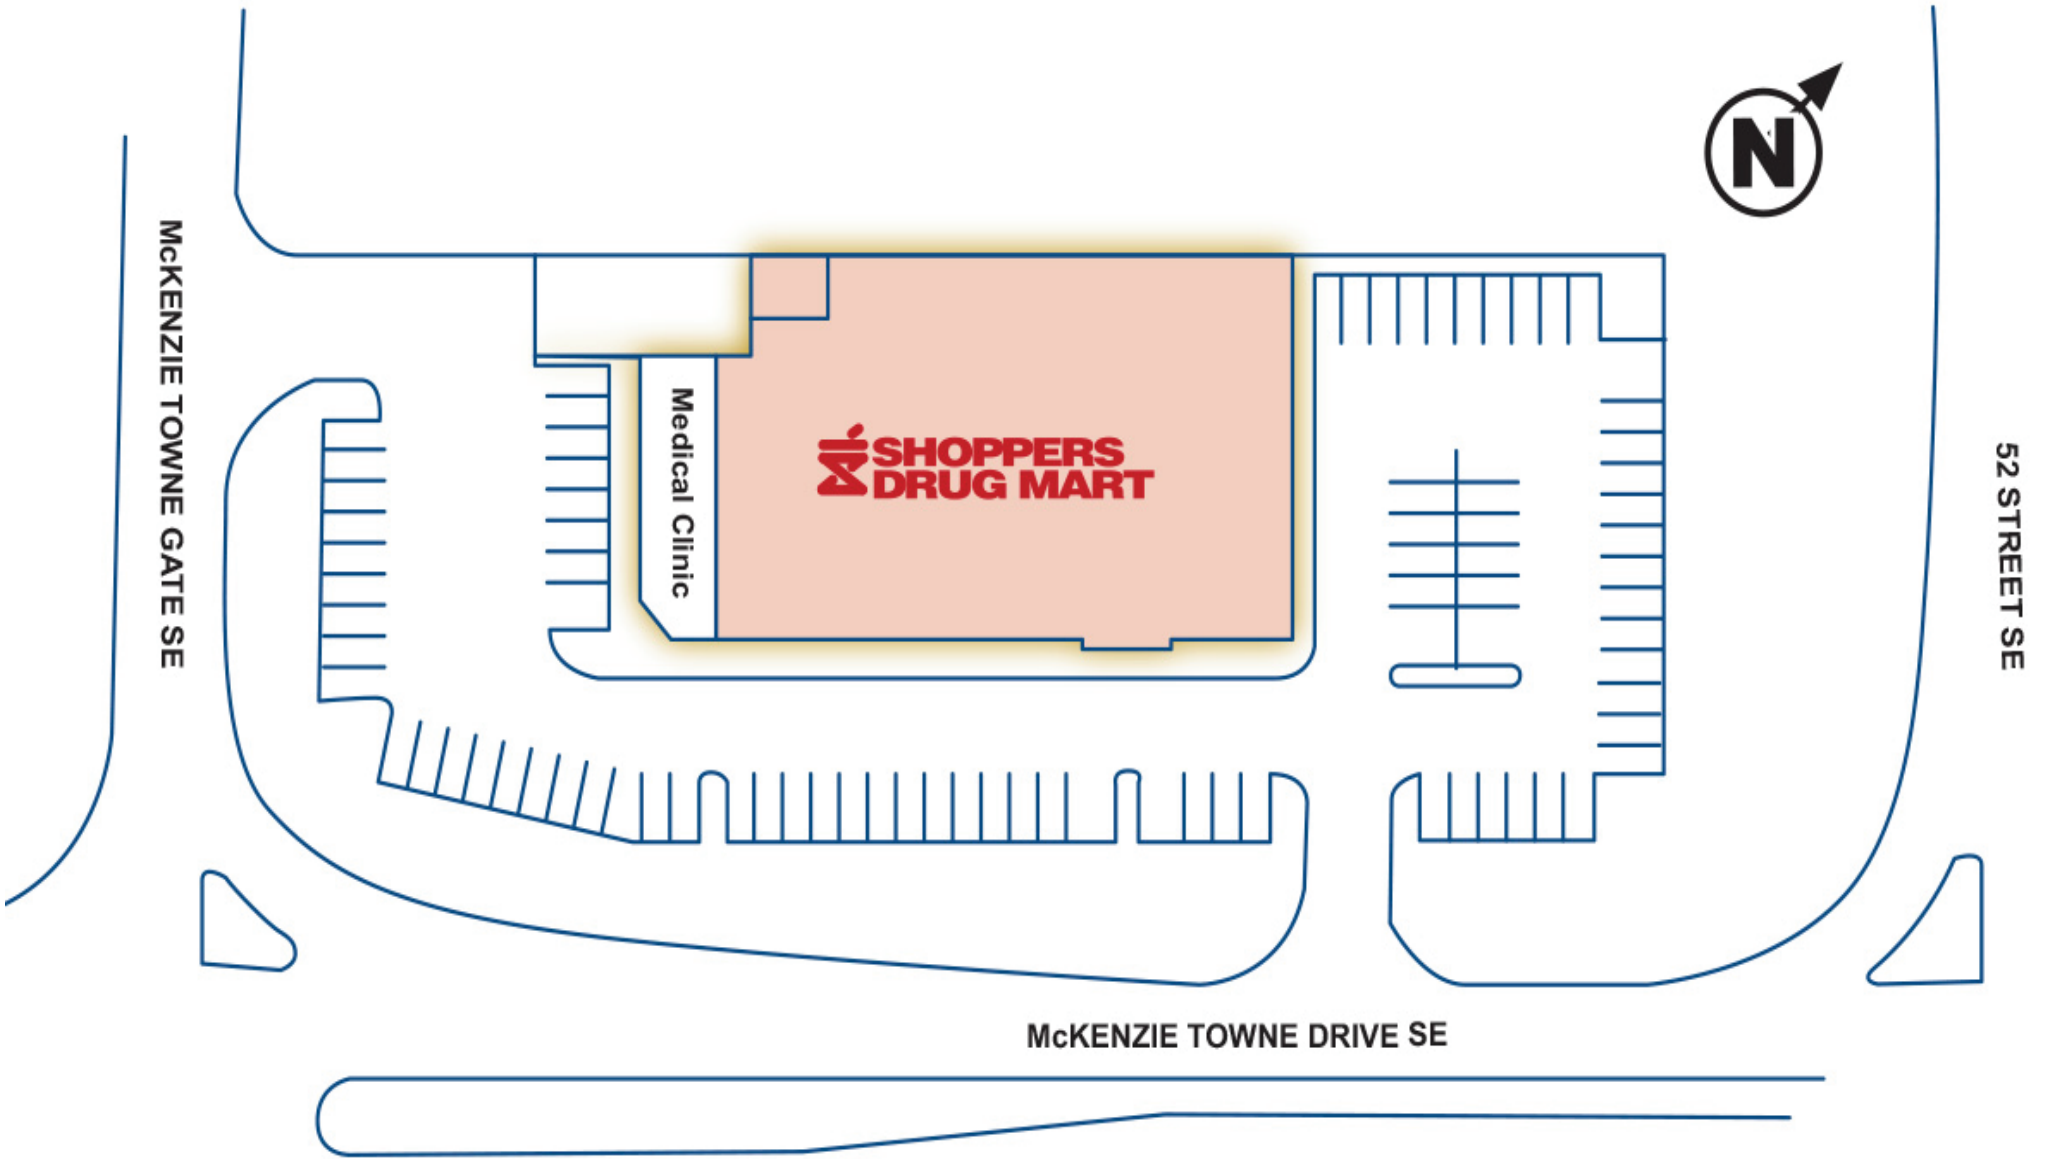 N
McKENZIE TOWNE GATE SE
Medical Clinic
SHOPPERS
DRUG MART
52 STREET SE
McKENZIE TOWNE DRIVE SE